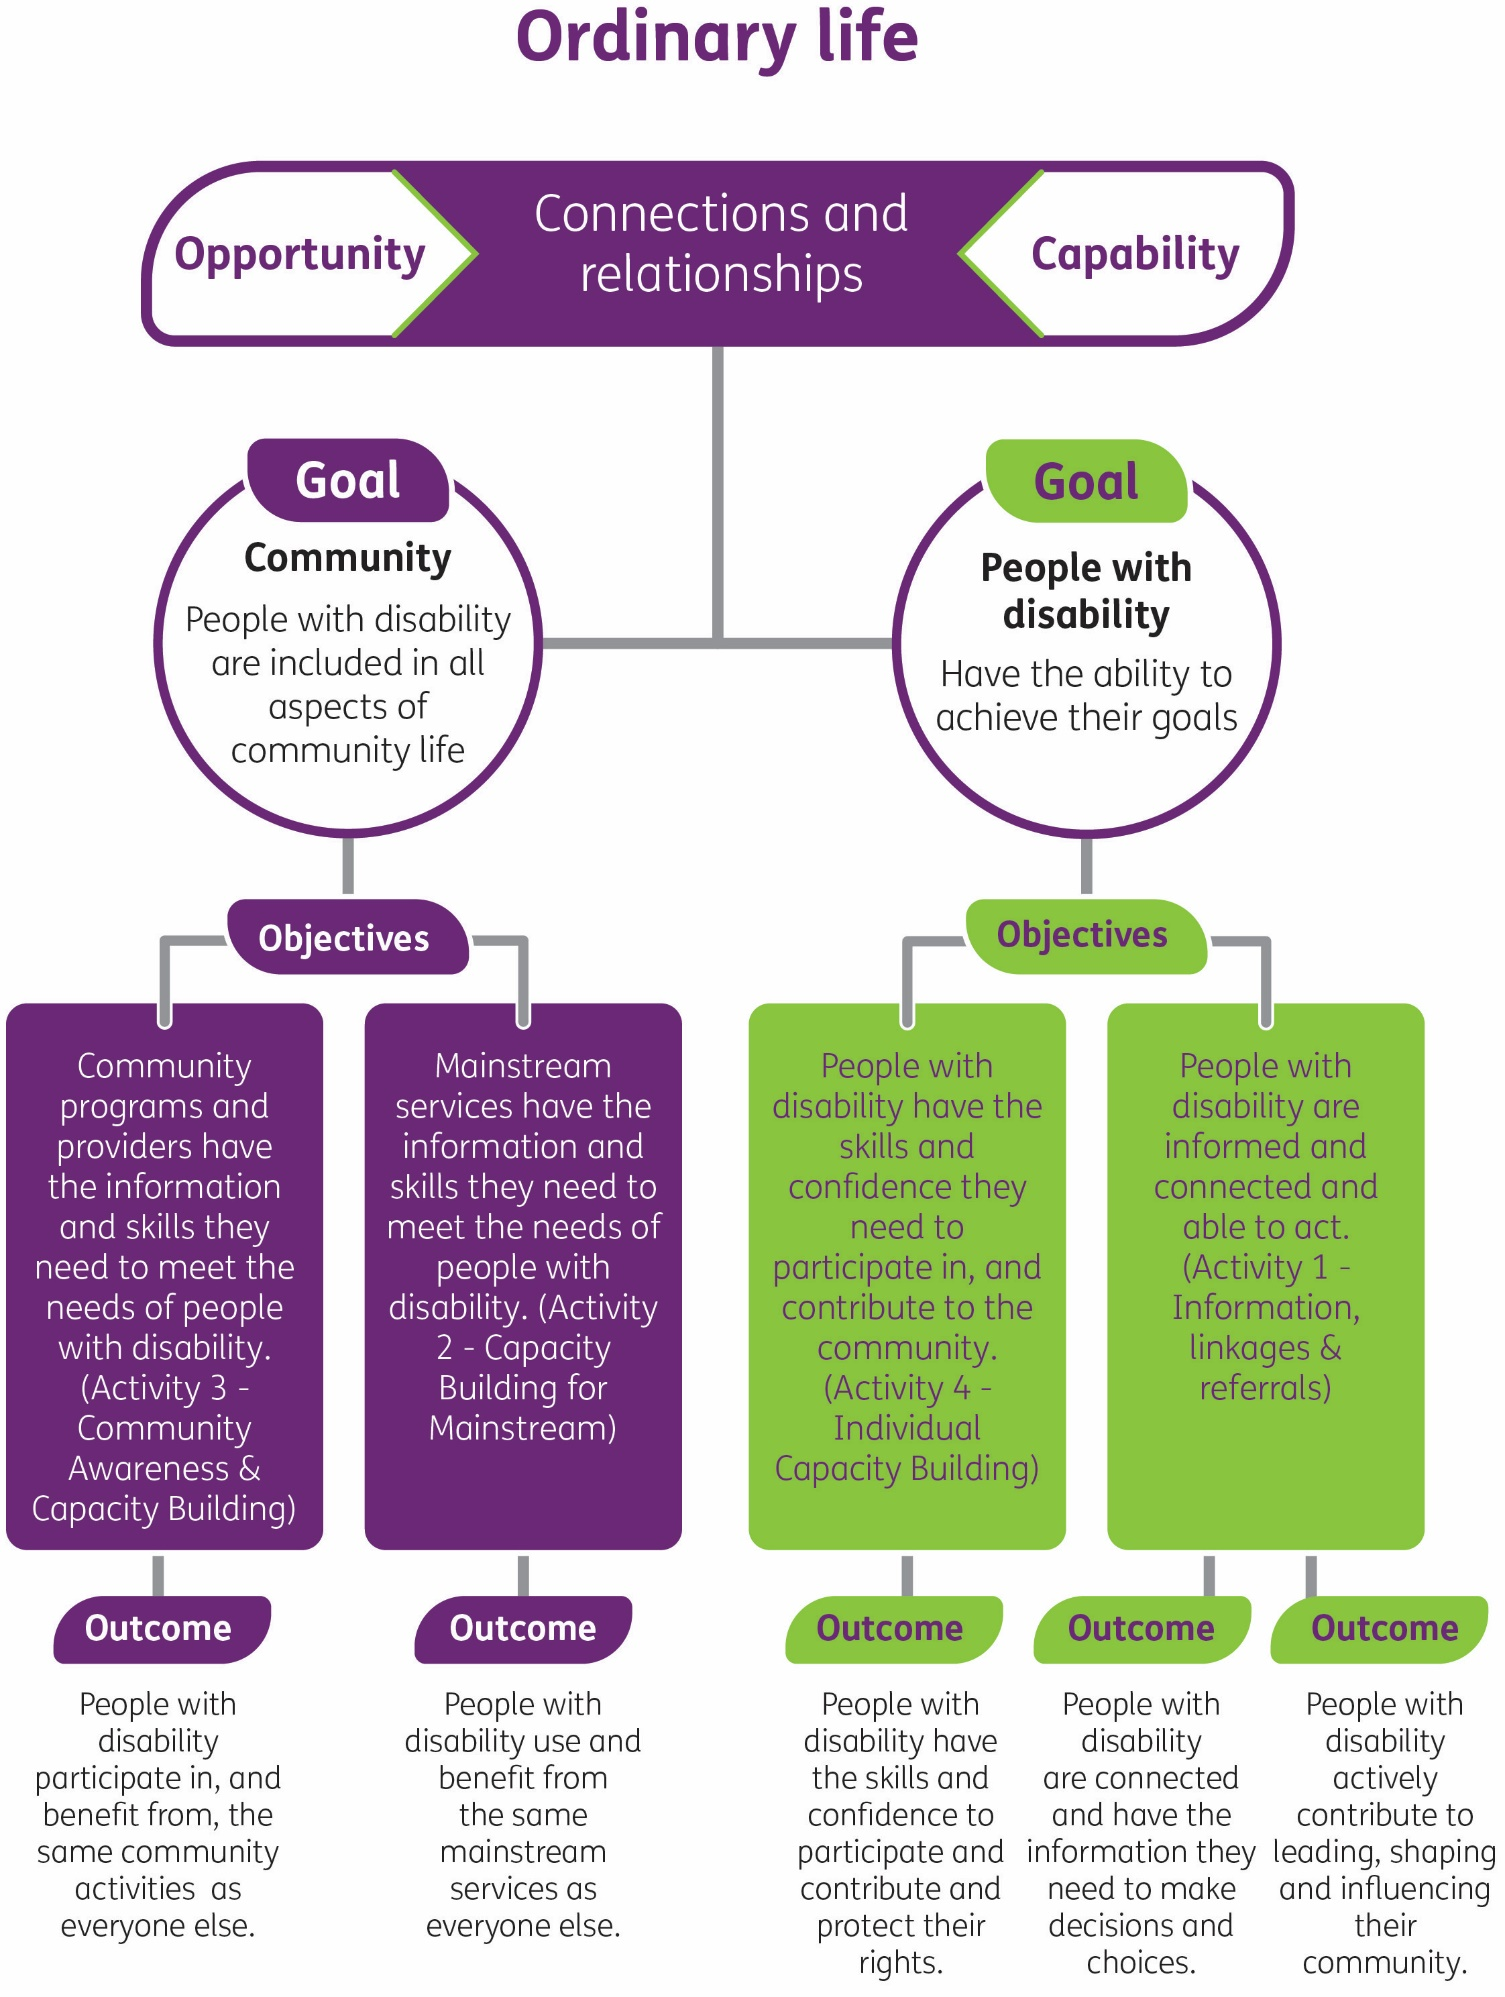 Ordinary life
Opportunity
Connections and
relationships
Capability
Goal
Community
People with disability
are included in all
aspects of
community life
Goal
People with
disability
Have the ability to
achieve their goals
Objectives
Community
programs and
providers have
the information
and skills they
need to meet the
needs of people
with disability.
(Activity 3 -
Community
Awareness &
Capacity Building)
Mainstream
services have the
information and
skills they need to
meet the needs of
people with
disability. (Activity
2 - Capacity
Building for
Mainstream)
Objectives
People with
disability have the
skills and
confidence they
need to
participate in, and
contribute to the
community.
(Activity 4 -
Individual
Capacity Building)
People with
disability are
informed and
connected and
able to act.
(Activity 1 -
Information,
linkages &
referrals)
Outcome
People with
disability
participate in, and
benefit from, the
same community
activities as
everyone else.
Outcome
People with
disability use and
benefit from
the same
mainstream
services as
everyone else.
Outcome
People with
disability have
the skills and
confidence to
participate and
contribute and
protect their
rights.
Outcome
People with
disability
are connected
and have the
information they
need to make
decisions and
choices.
Outcome
People with
disability
actively
contribute to
leading, shaping
and influencing
their
community.